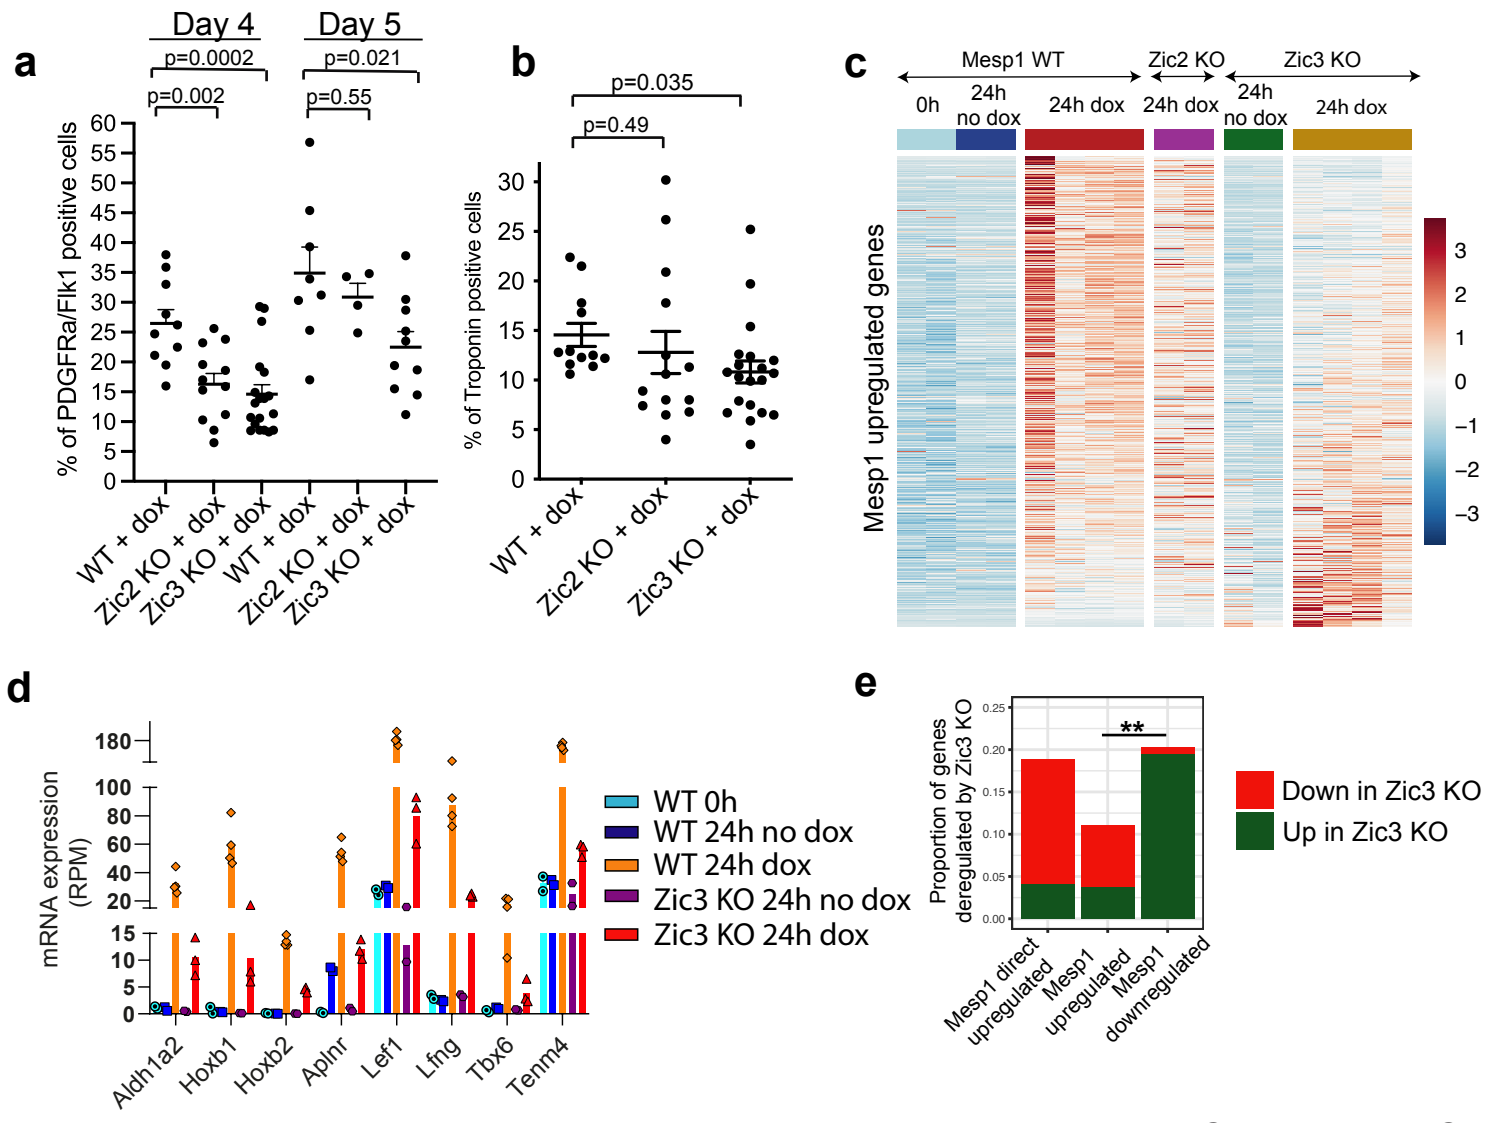 a
Day 4
Day 5
p=0.0002
p=0.021
p=0.002
p=0.55
% of PDGFRa/Flk1 positive cells
60
55
50
45
40
35
30
25
20
15
10
5
0
WT + dox
Zic2 KO + dox
Zic3 KO + dox
WT + dox
Zic2 KO + dox
Zic3 KO + dox
b
p=0.035
p=0.49
% of Troponin positive cells
30
25
20
15
10
5
0
WT + dox
Zic2 KO + dox
Zic3 KO + dox
c
Mesp1 WT
Zic2 KO
Zic3 KO
0h
24h
no dox
24h dox
24h dox
24h
no dox
24h dox
Mesp1 upregulated genes
3
2
1
0
−1
−2
−3
d
mRNA expression
(RPM)
180
100
80
60
40
20
15
10
5
0
Aldh1a2
Hoxb1
Hoxb2
Aplnr
Lef1
Lfng
Tbx6
Tenm4
WT 0h
WT 24h no dox
WT 24h dox
Zic3 KO 24h no dox
Zic3 KO 24h dox
e
Proportion of genes
deregulated by Zic3 KO
0.25
0.20
0.15
0.10
0.05
0.00
**
Mesp1 direct
upregulated
Mesp1
upregulated
Mesp1
downregulated
Down in Zic3 KO
Up in Zic3 KO